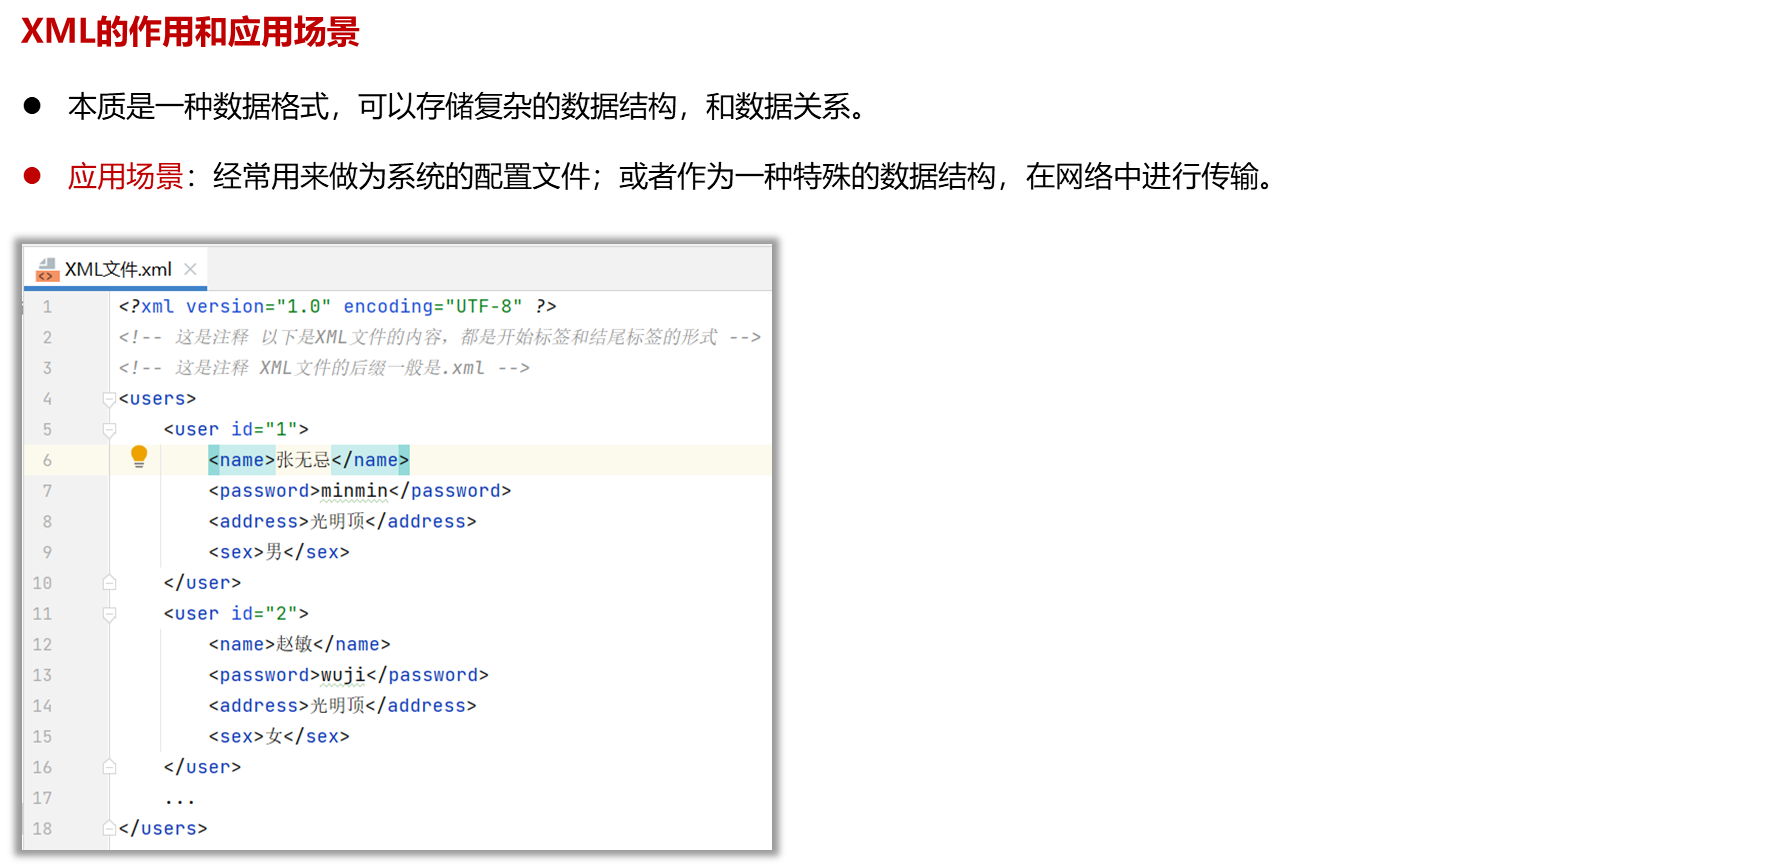 XML的作用和应用场景
本质是一种数据格式，可以存储复杂的数据结构，和数据关系。
应用场景：经常用来做为系统的配置文件；或者作为一种特殊的数据结构，在网络中进行传输。
XML文件.xml
1 <?xml version="1.0" encoding="UTF-8" ?>
2 <!-- 这是注释 以下是XML文件的内容，都是开始标签和结尾标签的形式 -->
3 <!-- 这是注释 XML文件的后缀一般是.xml -->
4 <users>
5 <user id="1">
6 <name>张无忌</name>
7 <password>minmin</password>
8 <address>光明顶</address>
9 <sex>男</sex>
10 </user>
11 <user id="2">
12 <name>赵敏</name>
13 <password>wuji</password>
14 <address>光明顶</address>
15 <sex>女</sex>
16 </user>
17 ...
18 </users>